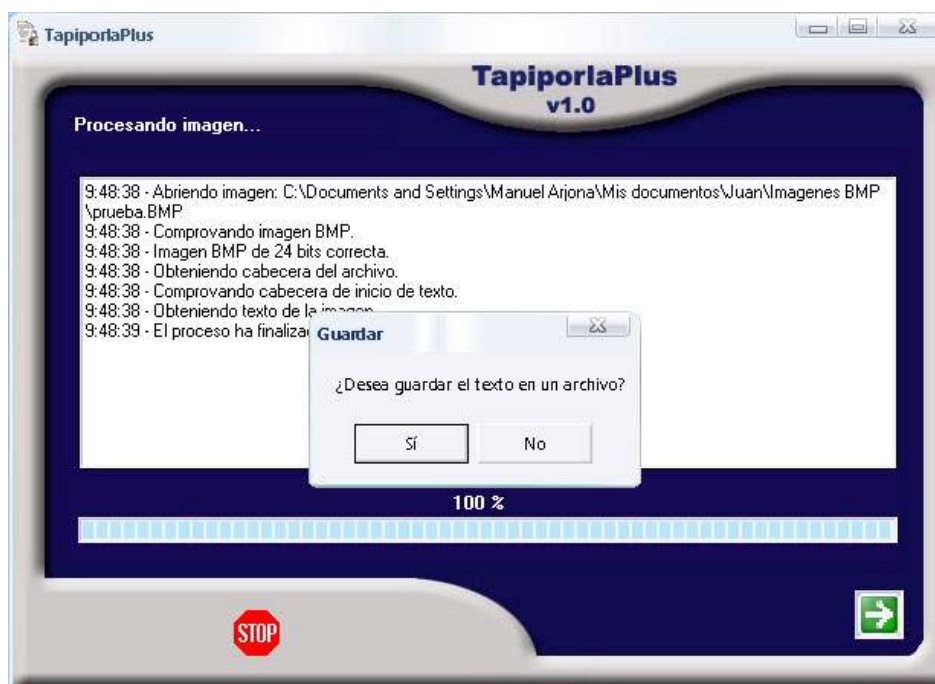 TapiporlaPlus
TapiporlaPlus
v1.0
Procesando imagen...
9:48:38 - Abriendo imagen: C:\Documents and Settings\Manuel Arjona\Mis documentos\Juan\Imagenes BMP
\prueba.BMP
9:48:38 - Comprovando imagen BMP.
9:48:38 - Imagen BMP de 24 bits correcta.
9:48:38 - Obteniendo cabecera del archivo.
9:48:38 - Comprovando cabecera de inicio de texto.
9:48:38 - Obteniendo texto de la imagen
9:48:39 - El proceso ha
Guardar
¿Desea guardar el texto en un archivo?
Sí
No
100 %
STOP